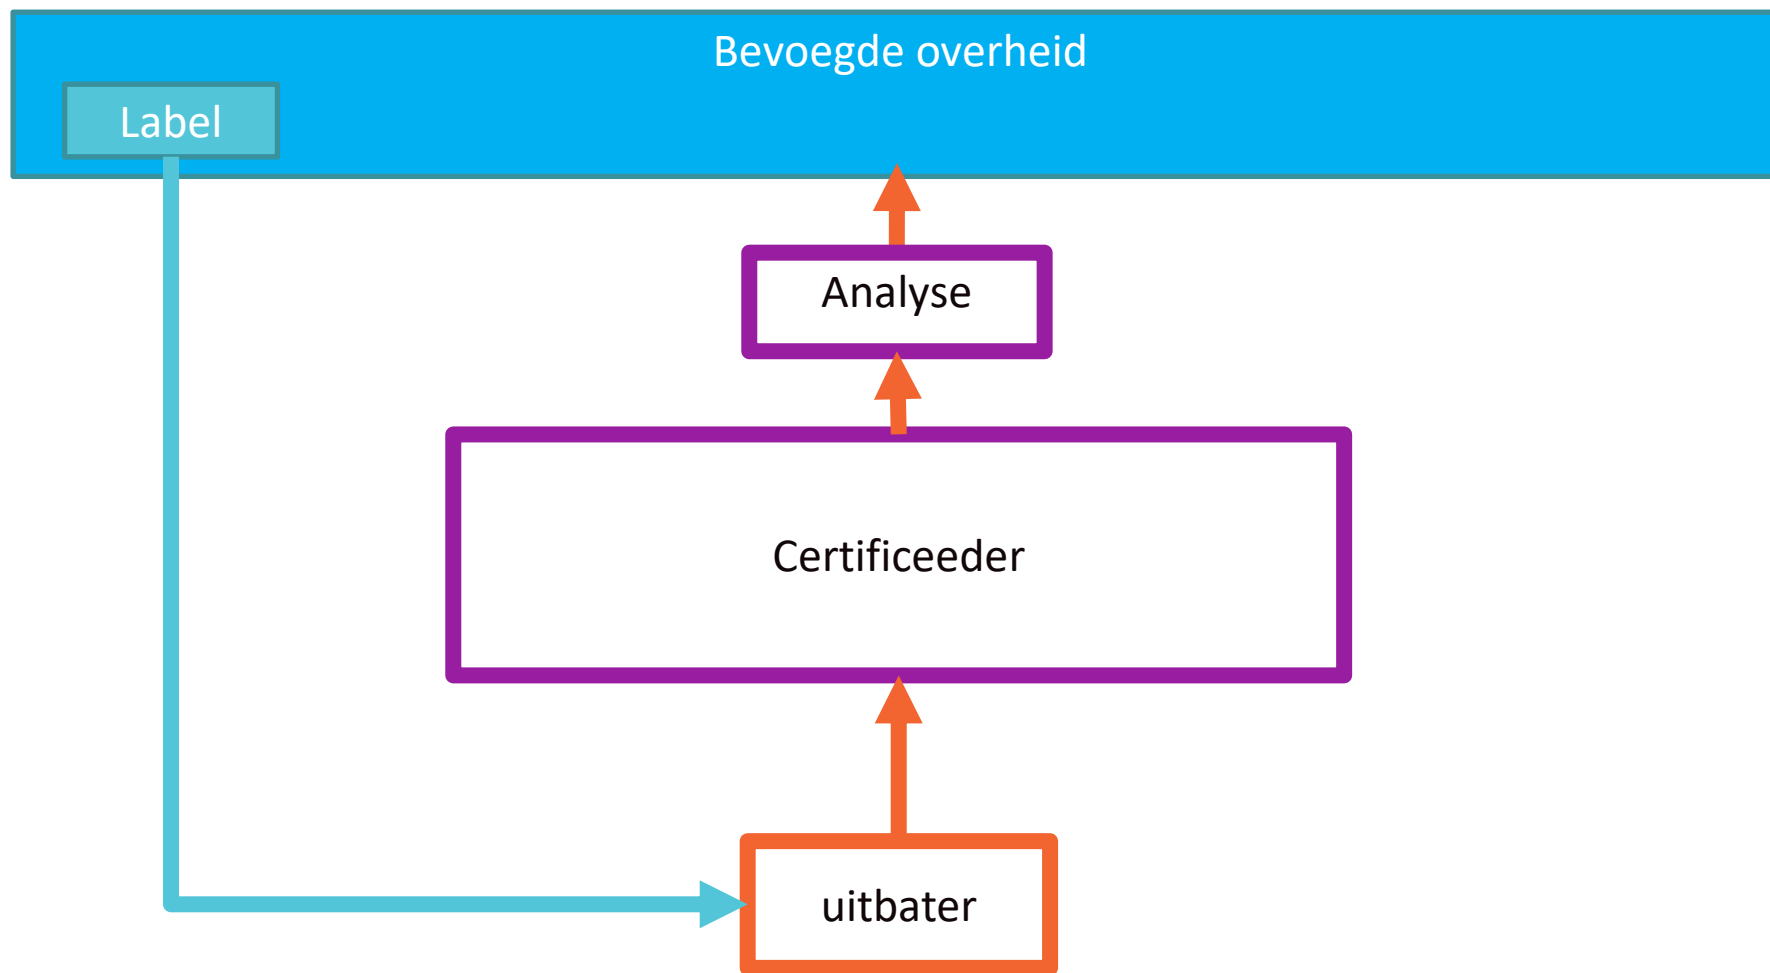 Bevoegde overheid
Label
Analyse
Certificeeder
uitbater